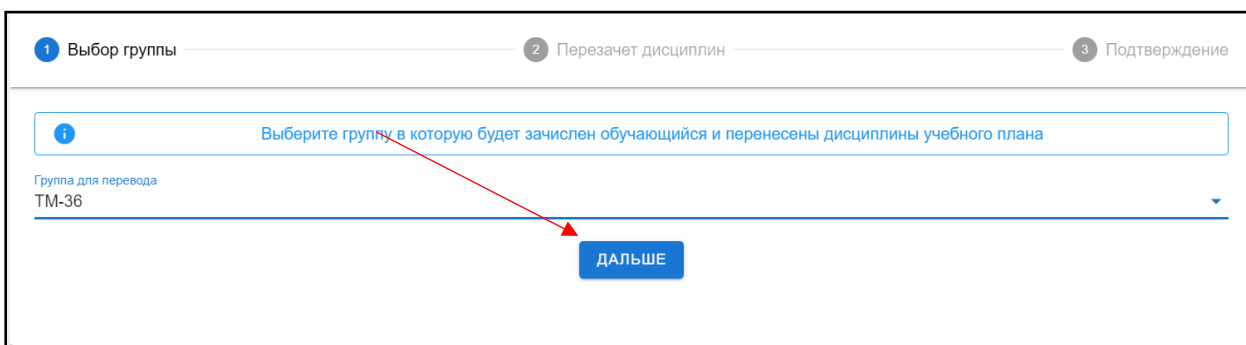 1 Выбор группы 2 Перезачет дисциплин 3 Подтверждение
Выберите группу в которую будет зачислен обучающийся и перенесены дисциплины учебного плана
Группа для перевода
ТМ-36
ДАЛЬШЕ